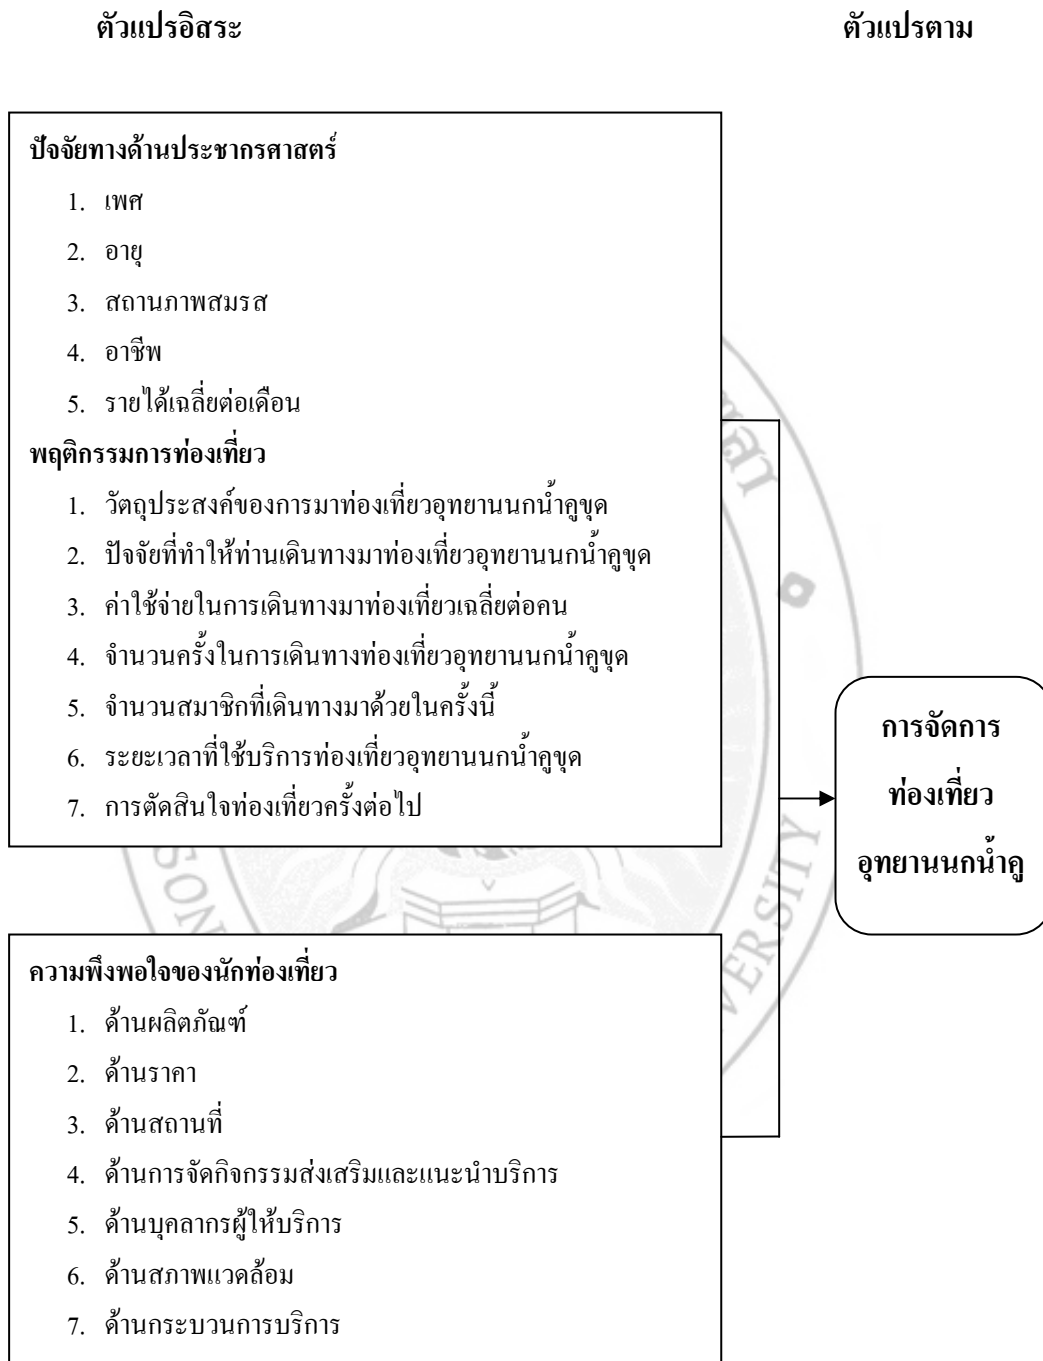 ตัวแปรอิสระ
ตัวแปรตาม
ปัจจัยทางด้านประชากรศาสตร์
1. เพศ
2. อายุ
3. สถานภาพสมรส
4. อาชีพ
5. รายได้เฉลี่ยต่อเดือน
พฤติกรรมการท่องเที่ยว
1. วัตถุประสงค์ของการมาท่องเที่ยวอุทยานนกน้ำคูขุด
2. ปัจจัยที่ทำให้ท่านเดินทางมาท่องเที่ยวอุทยานนกน้ำคูขุด
3. ค่าใช้จ่ายในการเดินทางมาท่องเที่ยวเฉลี่ยต่อคน
4. จำนวนครั้งในการเดินทางท่องเที่ยวอุทยานนกน้ำคูขุด
5. จำนวนสมาชิกที่เดินทางมาด้วยในครั้งนี้
6. ระยะเวลาที่ใช้บริการท่องเที่ยวอุทยานนกน้ำคูขุด
7. การตัดสินใจท่องเที่ยวครั้งต่อไป
การจัดการ
ท่องเที่ยว
อุทยานนกน้ำคู
ความพึงพอใจของนักท่องเที่ยว
1. ด้านผลิตภัณฑ์
2. ด้านราคา
3. ด้านสถานที่
4. ด้านการจัดกิจกรรมส่งเสริมและแนะนำบริการ
5. ด้านบุคลากรผู้ให้บริการ
6. ด้านสภาพแวดล้อม
7. ด้านกระบวนการบริการ